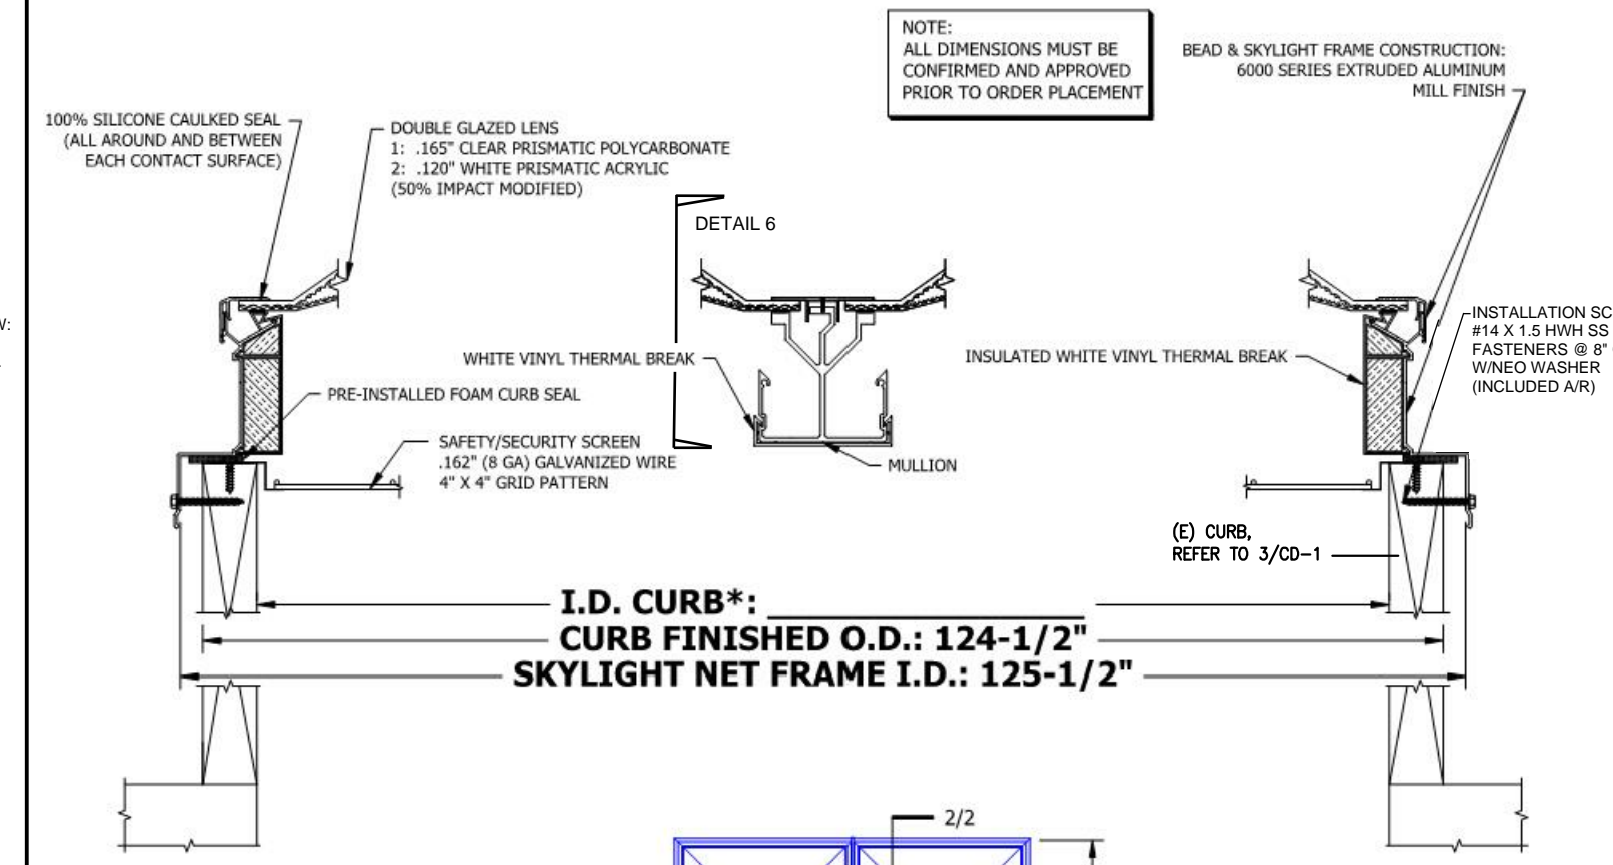 NOTE:
ALL DIMENSIONS MUST BE
CONFIRMED AND APPROVED
PRIOR TO ORDER PLACEMENT
BEAD & SKYLIGHT FRAME CONSTRUCTION:
6000 SERIES EXTRUDED ALUMINUM
MILL FINISH
100% SILICONE CAULKED SEAL
(ALL AROUND AND BETWEEN
EACH CONTACT SURFACE)
DOUBLE GLAZED LENS
1: .165" CLEAR PRISMATIC POLYCARBONATE
2: .120" WHITE PRISMATIC ACRYLIC
(50% IMPACT MODIFIED)
DETAIL 6
INSTALLATION SC
#14 X 1.5 HWH SS
FASTENERS @ 8"
W/NEO WASHER
(INCLUDED A/R)
WHITE VINYL THERMAL BREAK
INSULATED WHITE VINYL THERMAL BREAK
PRE-INSTALLED FOAM CURB SEAL
SAFETY/SECURITY SCREEN
.162" (8 GA) GALVANIZED WIRE
4" X 4" GRID PATTERN
MULLION
(E) CURB,
REFER TO 3/CD-1
I.D. CURB*:
CURB FINISHED O.D.: 124-1/2"
SKYLIGHT NET FRAME I.D.: 125-1/2"
2/2